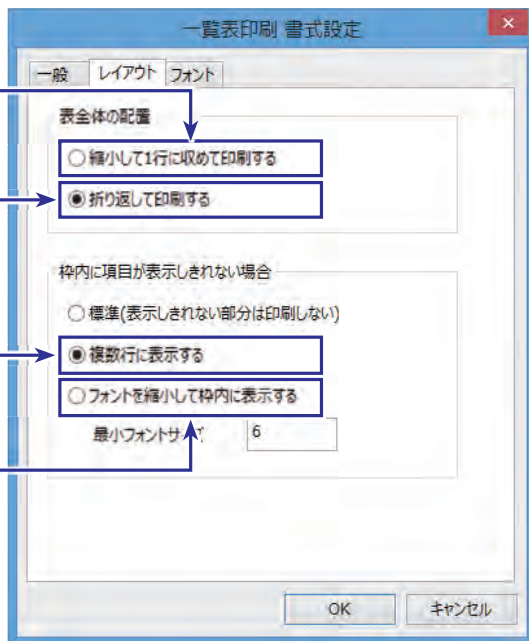 一覧表印刷 書式設定
一般 レイアウト フォント
表全体の配置
縮小して1行に収めて印刷する
折り返して印刷する
枠内に項目が表示しきれない場合
標準(表示しきれない部分は印刷しない)
複数行に表示する
フォントを縮小して枠内に表示する
最小フォントサイズ 6
OK キャンセル